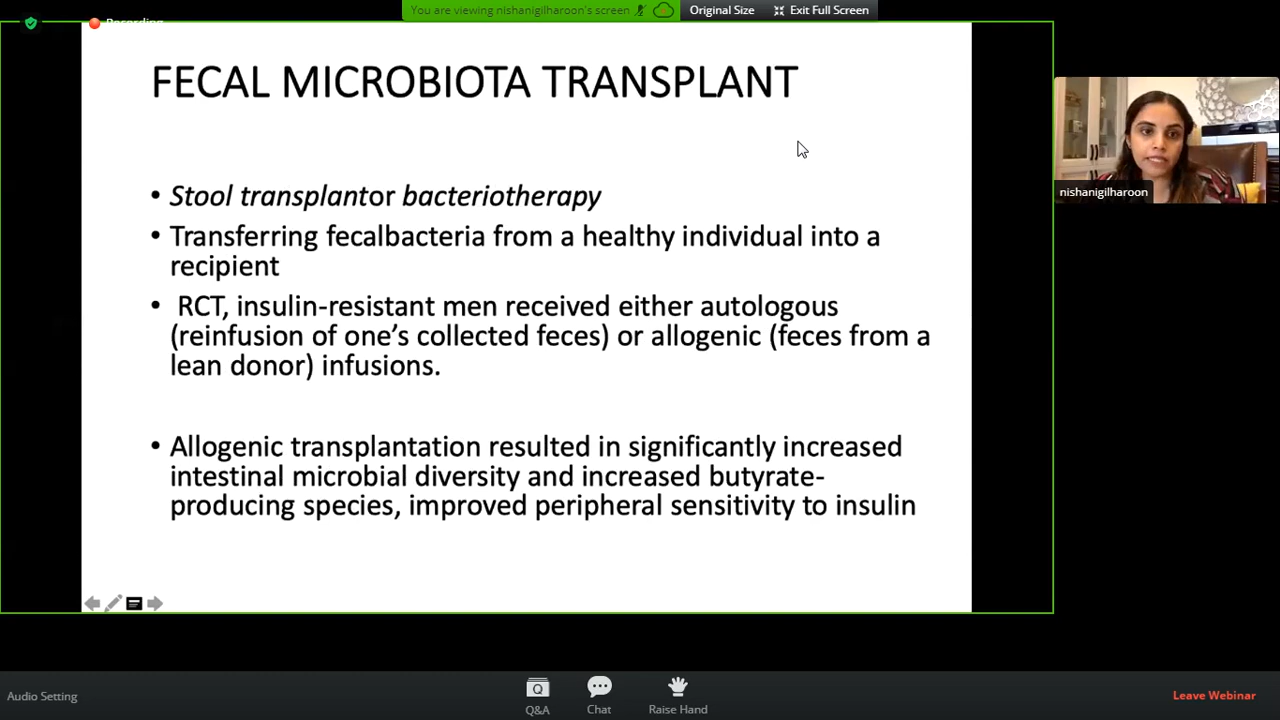 You are viewing nishanigilharoon's screen
Original Size
Exit Full Screen
Recording
FECAL MICROBIOTA TRANSPLANT
• Stool transplantor bacteriotherapy
• Transferring fecalbacteria from a healthy individual into a
recipient
• RCT, insulin-resistant men received either autologous
(reinfusion of one’s collected feces) or allogenic (feces from a
lean donor) infusions.
• Allogenic transplantation resulted in significantly increased
intestinal microbial diversity and increased butyrate-
producing species, improved peripheral sensitivity to insulin
nishanigilharoon
Audio Setting
Q&A
Chat
Raise Hand
Leave Webinar